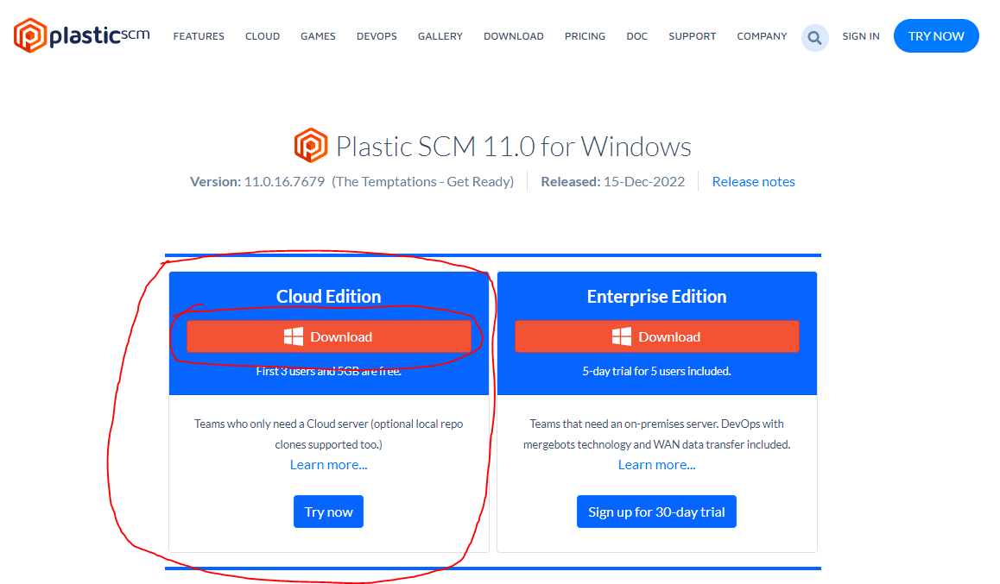 plasticscm FEATURES CLOUD GAMES DEVOPS GALLERY DOWNLOAD PRICING DOC SUPPORT COMPANY SIGN IN TRY NOW
Plastic SCM 11.0 for Windows
Version: 11.0.16.7679 (The Temptations - Get Ready) Released: 15-Dec-2022 Release notes
Cloud Edition
Download
First 3 users and 5GB are free.
Teams who only need a Cloud server (optional local repo
clones supported too.)
Learn more...
Try now
Enterprise Edition
Download
5-day trial for 5 users included.
Teams that need an on-premises server. DevOps with
mergebots technology and WAN data transfer included.
Learn more...
Sign up for 30-day trial